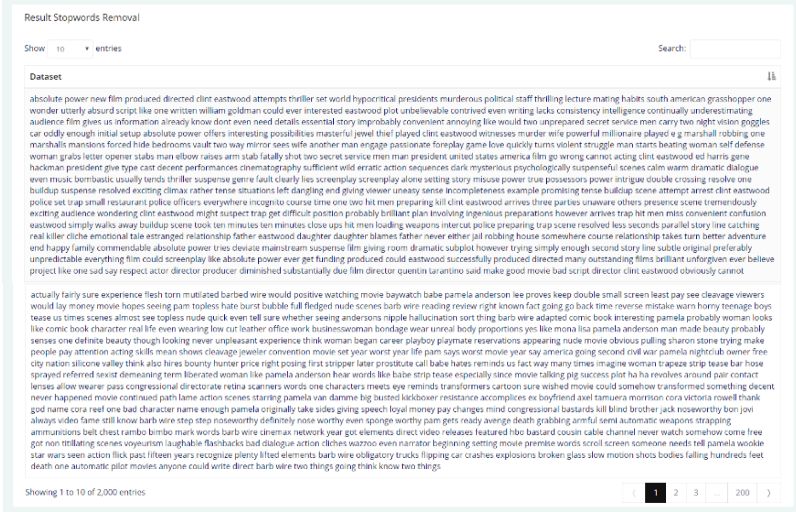 Result Stopwords Removal
Show 10 entries
Search:
Dataset
absolute power new film produced directed clint eastwood attempts thriller set world hypocritical presidents murderous political staff thrilling lecture mating habits south american grasshopper one
wonder utterly absurd script like one written william goldman could ever interested eastwood plot unbelievable contrived even writing lacks consistency intelligence continually underestimating
audience film gives us information already know dont even need details essential story improbably convenient annoying like would two unprepared secret service men carry two night vision goggles
car oddly enough initial setup absolute power offers interesting possibilities masterful jewel thief played clint eastwood witnesses murder wife powerful millionaire played e g marshall robbing one
marshalls mansions forced hide bedrooms vault two way mirror sees wife another man engage passionate foreplay game love quickly turns violent struggle man starts beating woman self defense
woman grabs letter opener stabs man elbow raises arm stab fatally shot two secret service men man president united states america film go wrong cannot acting clint eastwood ed harris gene
hackman president give type cast decent performances cinematography sufficient wild erratic action sequences dark mysterious psychologically suspenseful scenes calm warm dramatic dialogue
even music bombastic usually tends thriller suspense genre fault clearly lies screenplay screenplay alone setting story misuse power true possessors power intrigue double crossing resolve one
buildup suspense resolved exciting climax rather tense situations left dangling end giving viewer uneasy sense incompleteness example promising tense buildup scene attempt arrest clint eastwood
police set trap small restaurant police officers everywhere incognito course time one two hit men preparing kill clint eastwood arrives three parties unaware others presence scene tremendously
exciting audience wondering clint eastwood might suspect trap get difficult position probably brilliant plan involving ingenious preparations however arrives trap hit men miss convenient confusion
eastwood simply walks away buildup scene took ten minutes ten minutes close ups hit men loading weapons intercut police preparing trap scene resolved less seconds parallel story line catching
real killer cliche emotional tale estranged relationship father eastwood daughter daughter blames father never either jail robbing house somewhere course relationship takes turn better adventure
end happy family commendable absolute power tries deviate mainstream suspense film giving room dramatic subplot however trying simply enough second story line subtle original preferably
unpredictable everything film could screenplay like absolute power ever get funding produced could eastwood successfully produced directed many outstanding films brilliant unforgiven ever believe
project like one sad say respect actor director producer diminished substantially due film director quentin tarantino said make good movie bad script director clint eastwood obviously cannot
actually fairly sure experience flesh torn mutilated barbed wire would positive watching movie baywatch babe pamela anderson lee proves keep double small screen least pay see cleavage viewers
would lay money movie hopes seeing pam topless hate burst bubble full fledged nude scenes barb wire reading review right known fact going go back time reverse mistake warn horny teenage boys
tease us times scenes almost see topless nude quick even tell sure whether seeing andersons nipple hallucination sort thing barb wire adapted comic book interesting pamela probably woman looks
like comic book character real life even wearing low cut leather office work businesswoman bondage wear unreal body proportions yes like mona lisa pamela anderson man made beauty probably
senses one definite beauty though looking never unpleasant experience think woman began career playboy playmate reservations appearing nude movie obvious pulling sharon stone trying make
people pay attention acting skills mean shows cleavage jeweler convention movie set year worst year life pam says worst movie year say america going second civil war pamela nightclub owner free
city nation silicone valley think also hires bounty hunter price right posing first stripper later prostitute call babe hates reminds us fact way many times imagine woman trapeze strip tease bar hose
sprayed referred sexist demeaning term liberated woman like pamela anderson hear words like babe strip tease especially since movie talking pig success plot ha ha revolves around pair contact
lenses allow wearer pass congressional directorate retina scanners words one characters meets eye reminds transformers cartoon sure wished movie could somehow transformed something decent
never happened movie continued path lame action scenes starring pamela van damme big busted kickboxer resistance accomplices ex boyfriend axel tamuera morrison cora victoria rowell thank
god name cora reef one bad character name enough pamela originally take sides giving speech loyal money pay changes mind congressional bastards kill blind brother jack noseworthy bon jovi
always video fame still know barb wire step step noseworthy definitely nose worthy even sponge worthy pam gets ready avenge death grabbing armful semi automatic weapons strapping
ammunitions belt chest rambo bimbo mark words barb wire cinemax network year got elements direct video releases featured hbo bastard cousin cable channel never watch somehow come free
got non titillating scenes voyeurism laughable flashbacks bad dialogue action cliches wazzoo even narrator beginning setting movie premise words scroll screen someone needs tell pamela wookie
star wars seen action flick past fifteen years recognize plenty lifted elements barb wire obligatory trucks flipping car crashes explosions broken glass slow motion shots bodies falling hundreds feet
death one automatic pilot movies anyone could write direct barb wire two things going think know two things
Showing 1 to 10 of 2,000 entries
1 2 3 ... 200